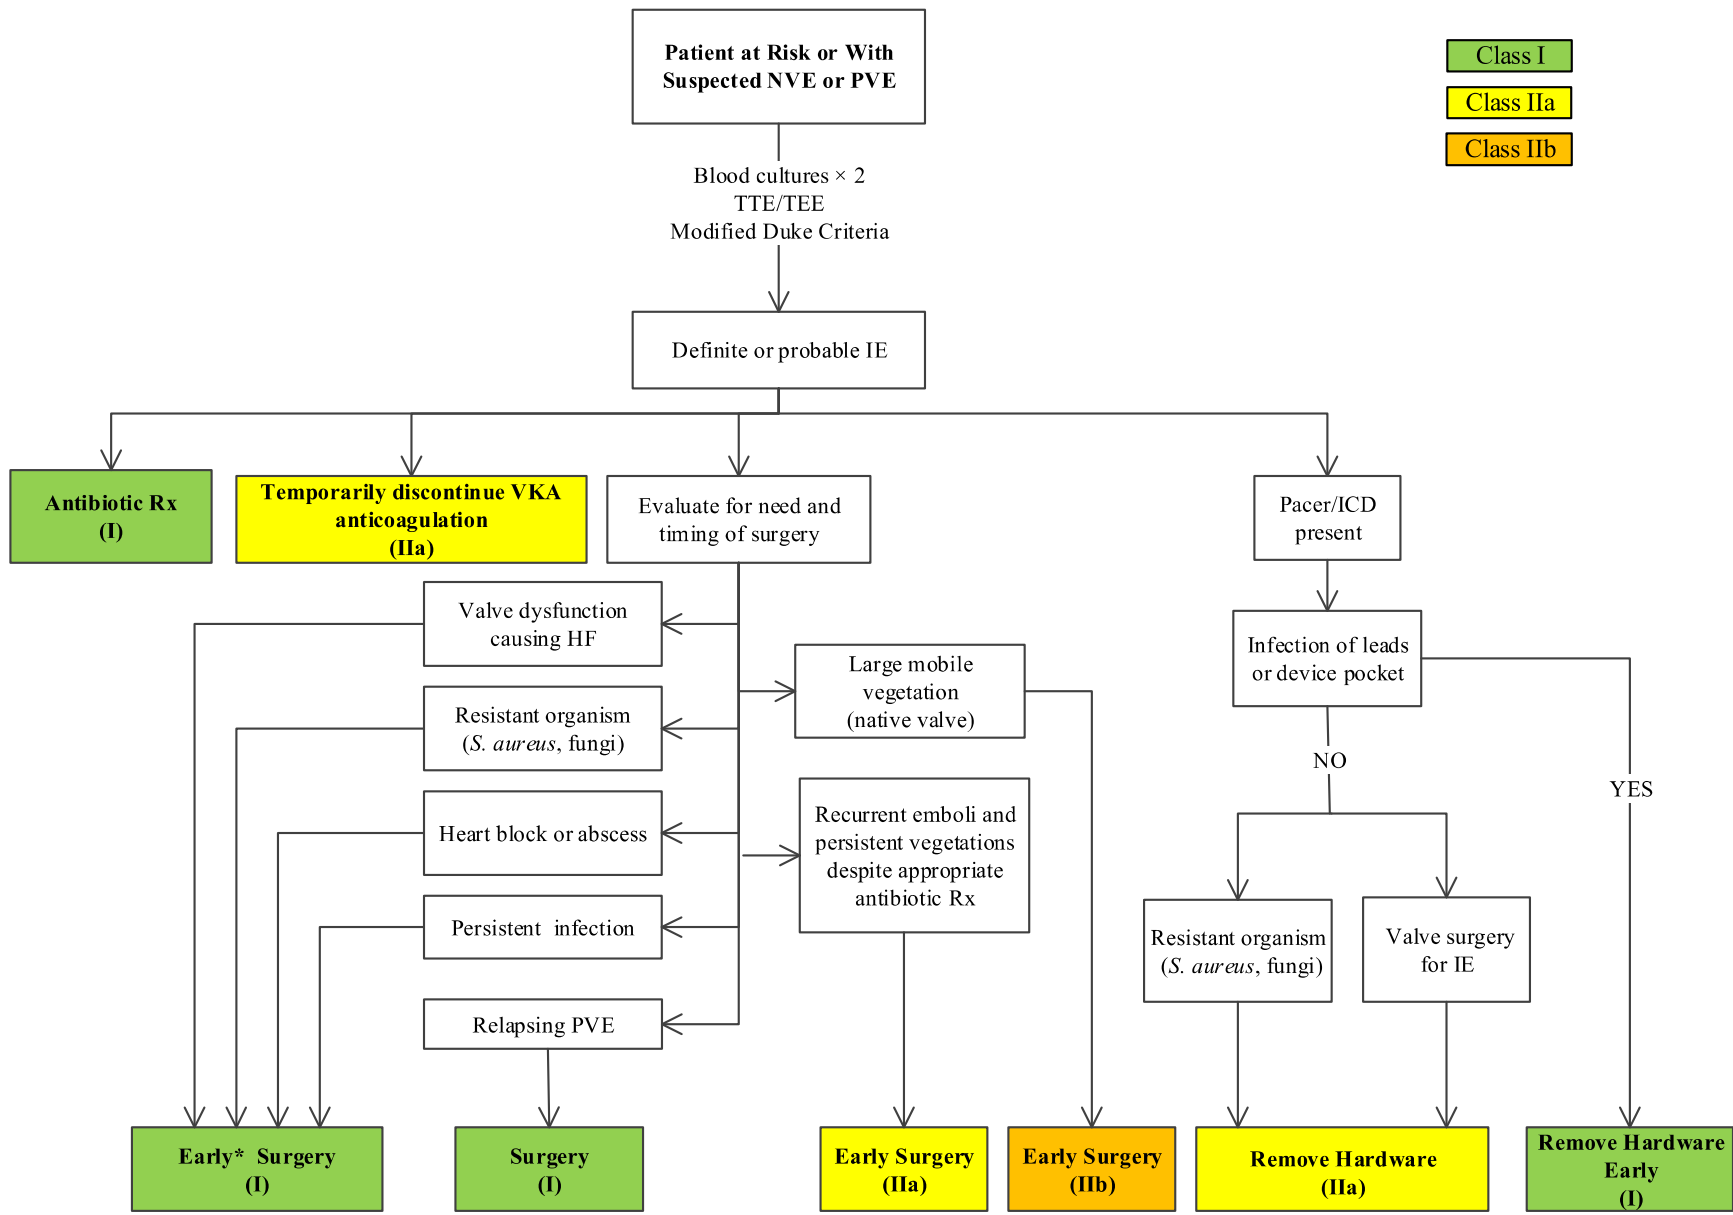 Patient at Risk or With
Suspected NVE or PVE
Class I
Class IIa
Class IIb
Blood cultures × 2
TTE/TEE
Modified Duke Criteria
Definite or probable IE
Antibiotic Rx
(I)
Temporarily discontinue VKA
anticoagulation
(IIa)
Evaluate for need and
timing of surgery
Pacer/ICD
present
Valve dysfunction
causing HF
Large mobile
vegetation
(native valve)
Infection of leads
or device pocket
Resistant organism
(S. aureus, fungi)
NO
YES
Heart block or abscess
Recurrent emboli and
persistent vegetations
despite appropriate
antibiotic Rx
Persistent infection
Resistant organism
(S. aureus, fungi)
Valve surgery
for IE
Relapsing PVE
Early* Surgery
(I)
Surgery
(I)
Early Surgery
(IIa)
Early Surgery
(IIb)
Remove Hardware
(IIa)
Remove Hardware
Early
(I)